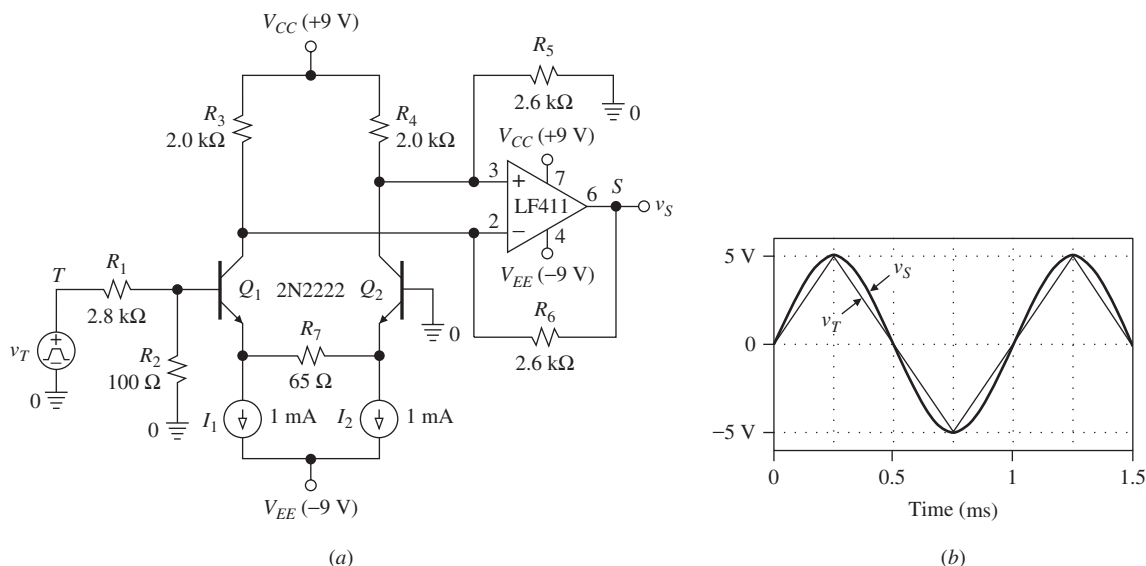 V_CC (+9 V)
R_5
2.6 kΩ
0
R_3
2.0 kΩ
R_4
2.0 kΩ
V_CC (+9 V)
3
+
7
6
S
LF411
v_S
2
−
4
V_EE (−9 V)
T
R_1
2.8 kΩ
Q_1
2N2222
Q_2
0
R_6
2.6 kΩ
v_T
+
0
R_2
100 Ω
0
R_7
65 Ω
I_1
1 mA
I_2
1 mA
V_EE (−9 V)
(a)
5 V
0
−5 V
v_S
v_T
0
0.5
1
1.5
Time (ms)
(b)